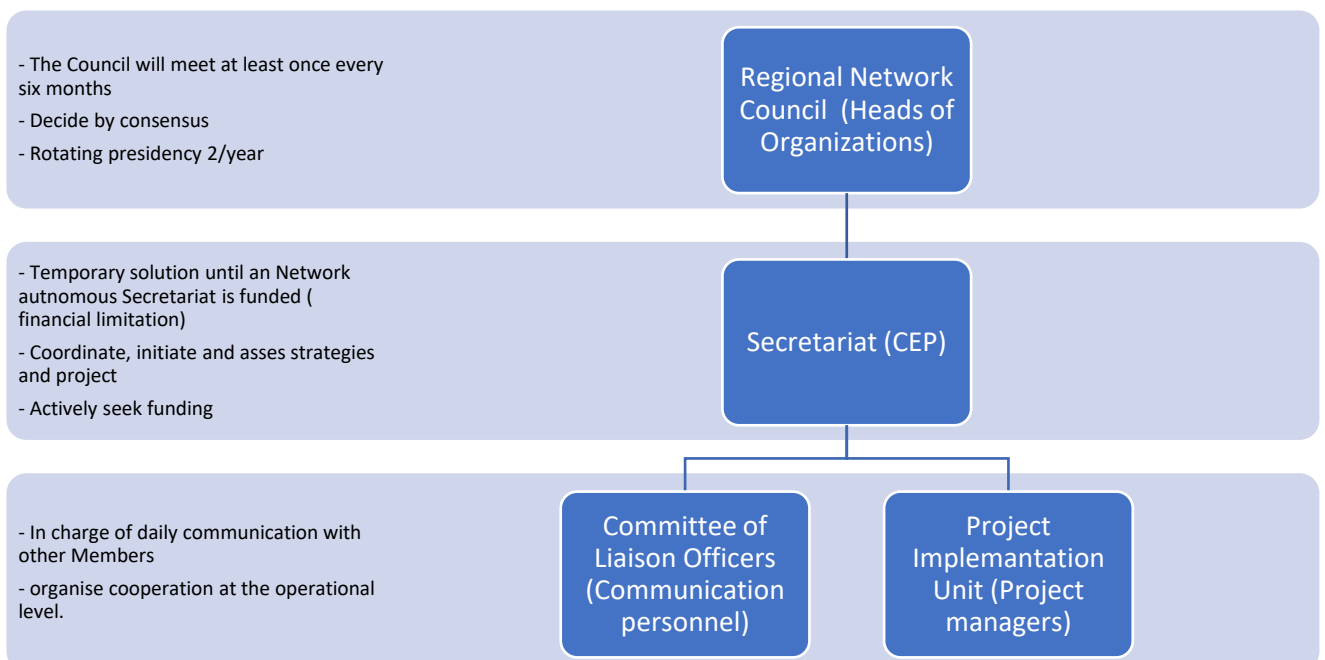 - The Council will meet at least once every
six months
- Decide by consensus
- Rotating presidency 2/year
Regional Network
Council (Heads of
Organizations)
- Temporary solution until an Network
autnomous Secretariat is funded (
financial limitation)
- Coordinate, initiate and asses strategies
and project
- Actively seek funding
Secretariat (CEP)
- In charge of daily communication with
other Members
- organise cooperation at the operational
level.
Committee of
Liaison Officers
(Communication
personnel)
Project
Implemantation
Unit (Project
managers)